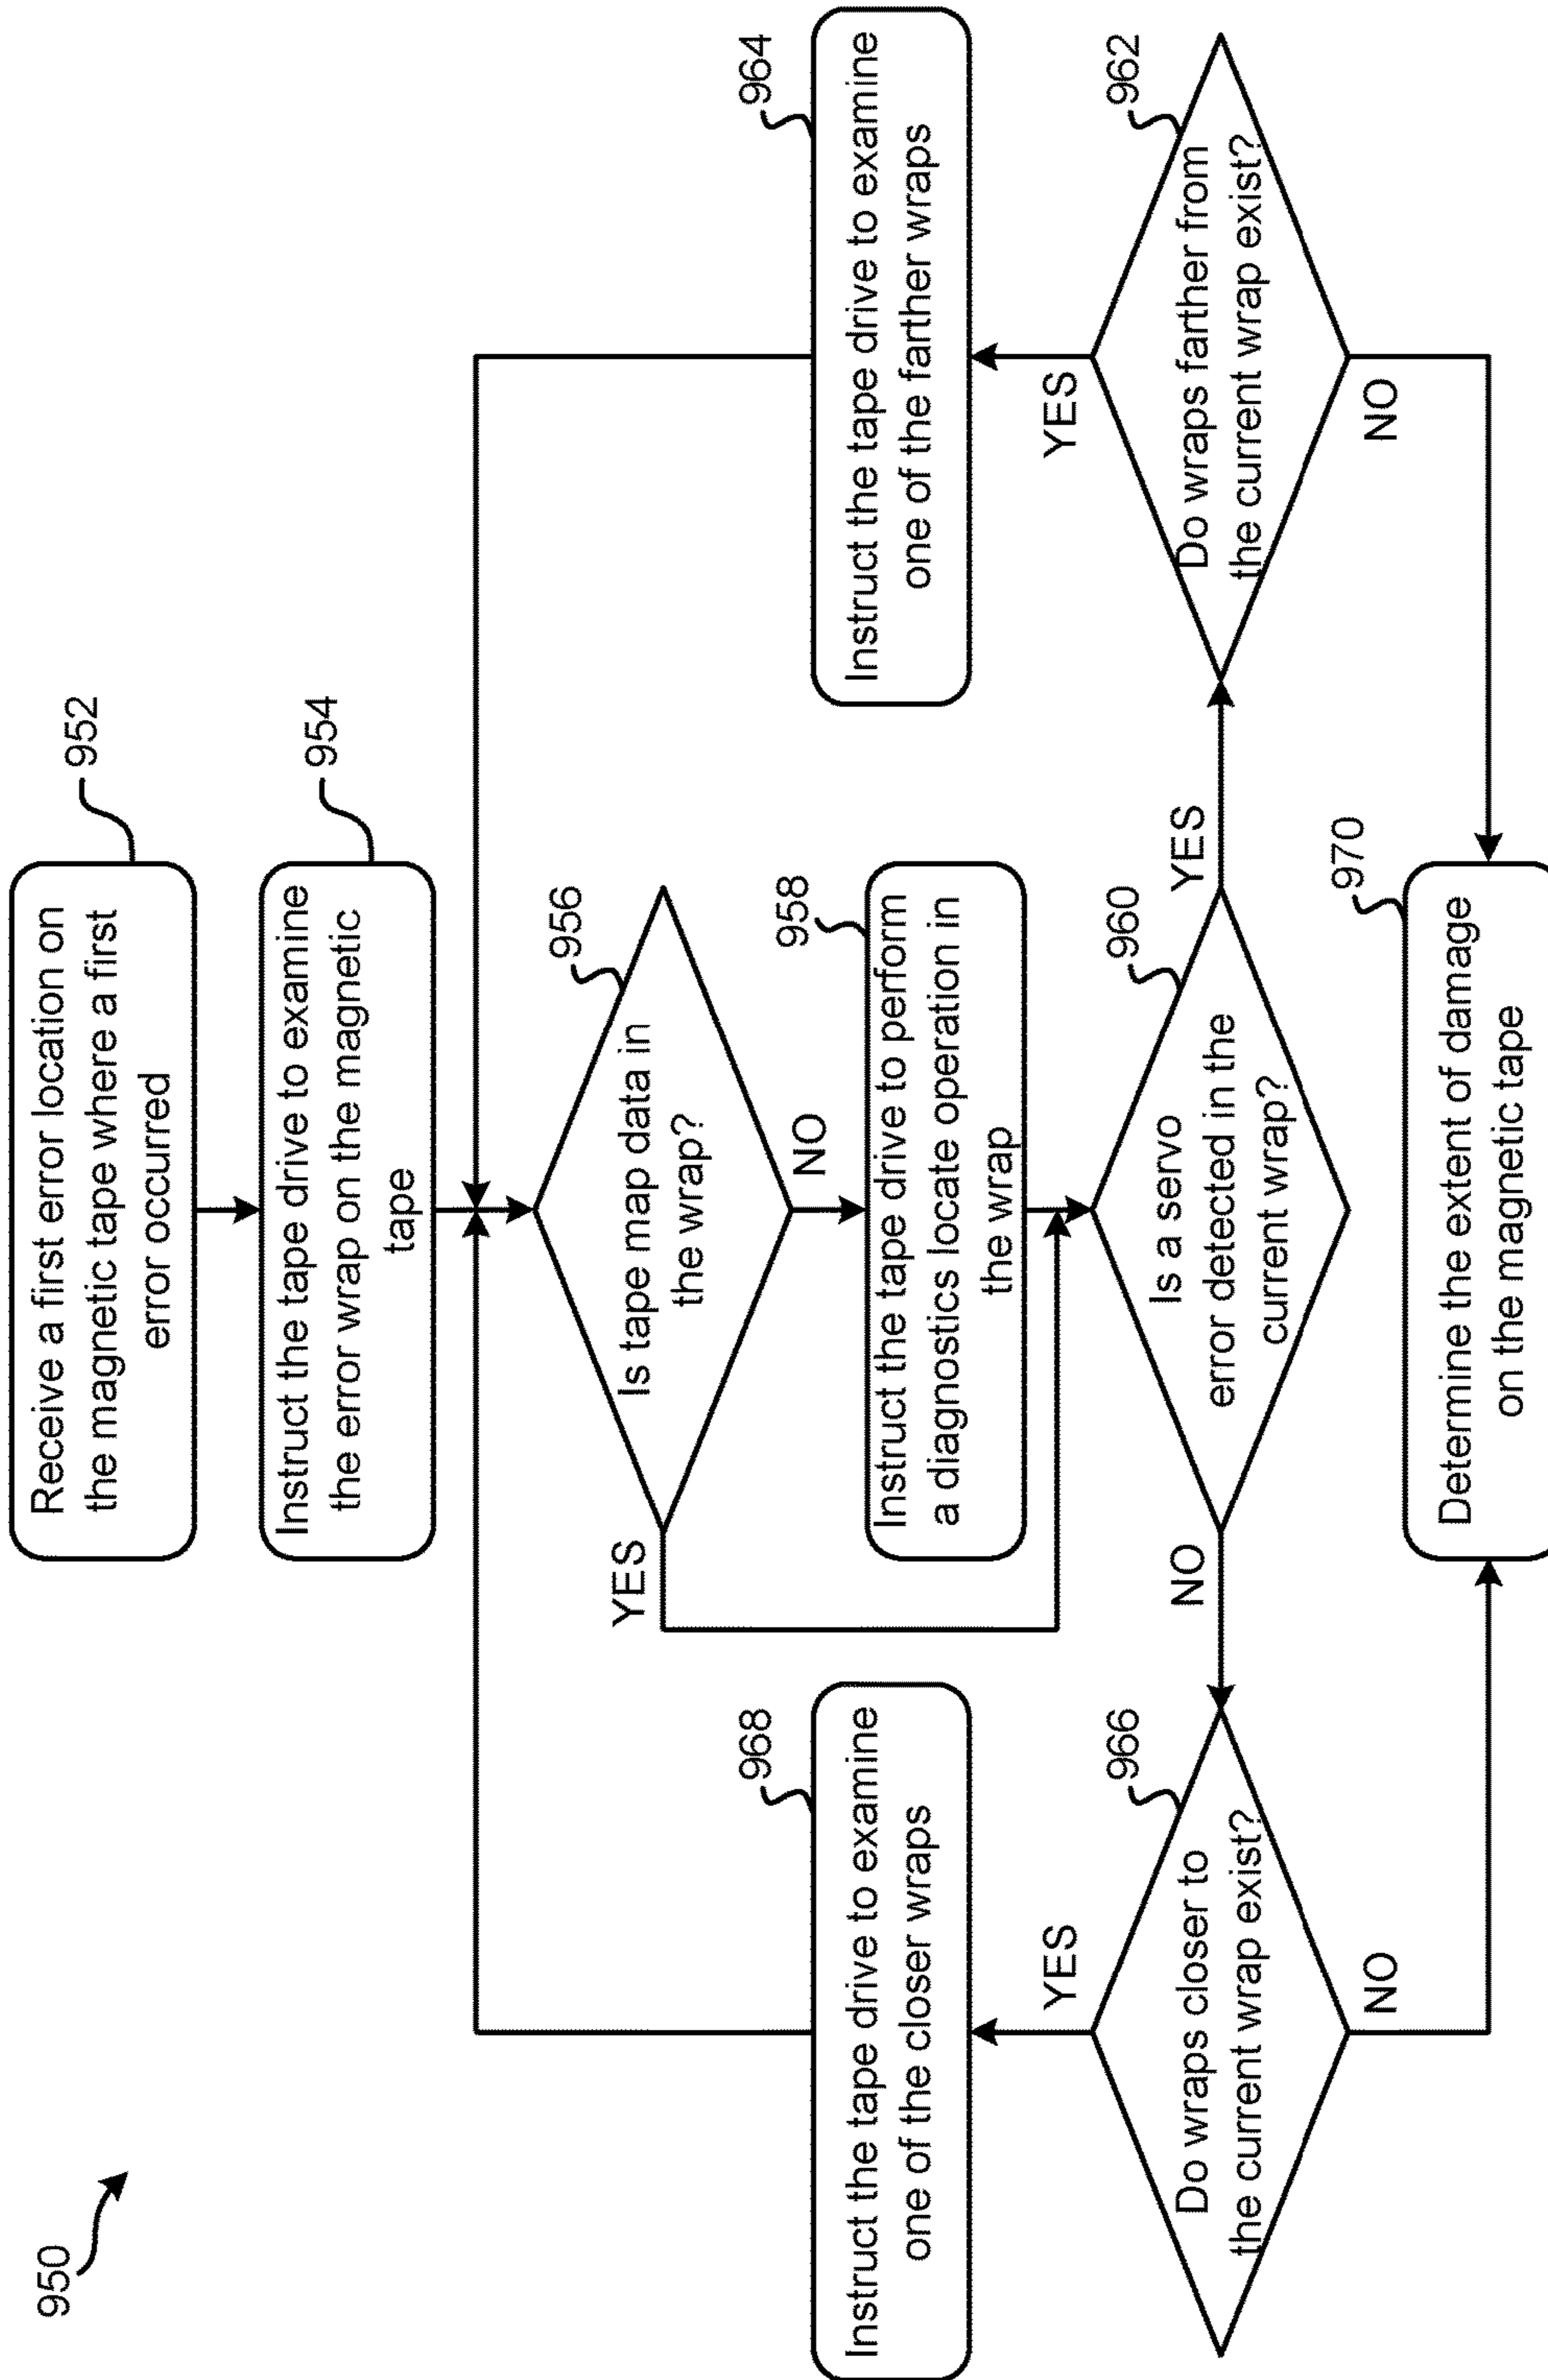 950
Receive a first error location on
the magnetic tape where a first
error occurred
952
Instruct the tape drive to examine
the error wrap on the magnetic
tape
954
Is tape map data in
the wrap?
956
YES
NO
Instruct the tape drive to perform
a diagnostics locate operation in
the wrap
958
Is a servo
error detected in the
current wrap?
960
NO
YES
Do wraps farther from
the current wrap exist?
962
YES
NO
Instruct the tape drive to examine
one of the farther wraps
964
Do wraps closer to
the current wrap exist?
966
YES
NO
Instruct the tape drive to examine
one of the closer wraps
968
Determine the extent of damage
on the magnetic tape
970